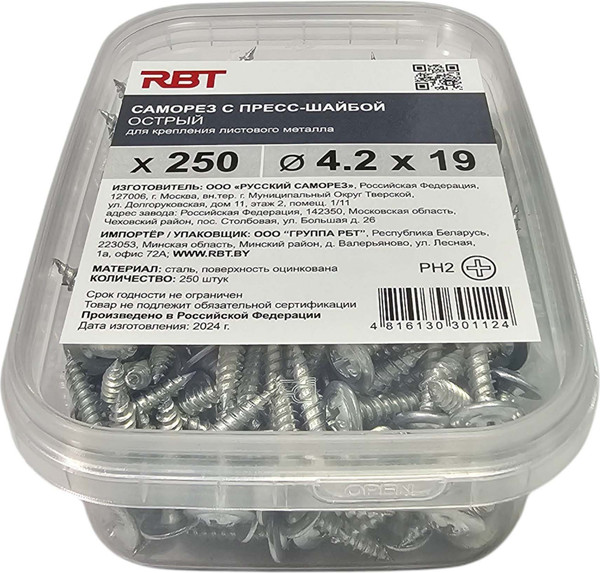 RBT
САМОРЕЗ С ПРЕСС-ШАЙБОЙ
ОСТРЫЙ
для крепления листового металла
x 250 Ø 4.2 x 19
ИЗГОТОВИТЕЛЬ: ООО «РУССКИЙ САМОРЕЗ», Российская Федерация,
127006, г. Москва, вн.тер. г. Муниципальный Округ Тверской,
ул. Долгоруковская, дом 11, этаж 2, помещ. 1/11
адрес завода: Российская Федерация, 142350, Московская область,
Чеховский район, пос. Столбовая, ул. Большая д. 26
ИМПОРТЁР / УПАКОВЩИК: ООО “ГРУППА РБТ”, Республика Беларусь,
223053, Минская область, Минский район, д. Валерьяново, ул. Лесная,
1а, офис 72А; WWW.RBT.BY
МАТЕРИАЛ: сталь, поверхность оцинкована
КОЛИЧЕСТВО: 250 штук
PH2
Срок годности не ограничен
Товар не подлежит обязательной сертификации
Произведено в Российской Федерации
Дата изготовления: 2024 г.
4 816130 301124
OPEN